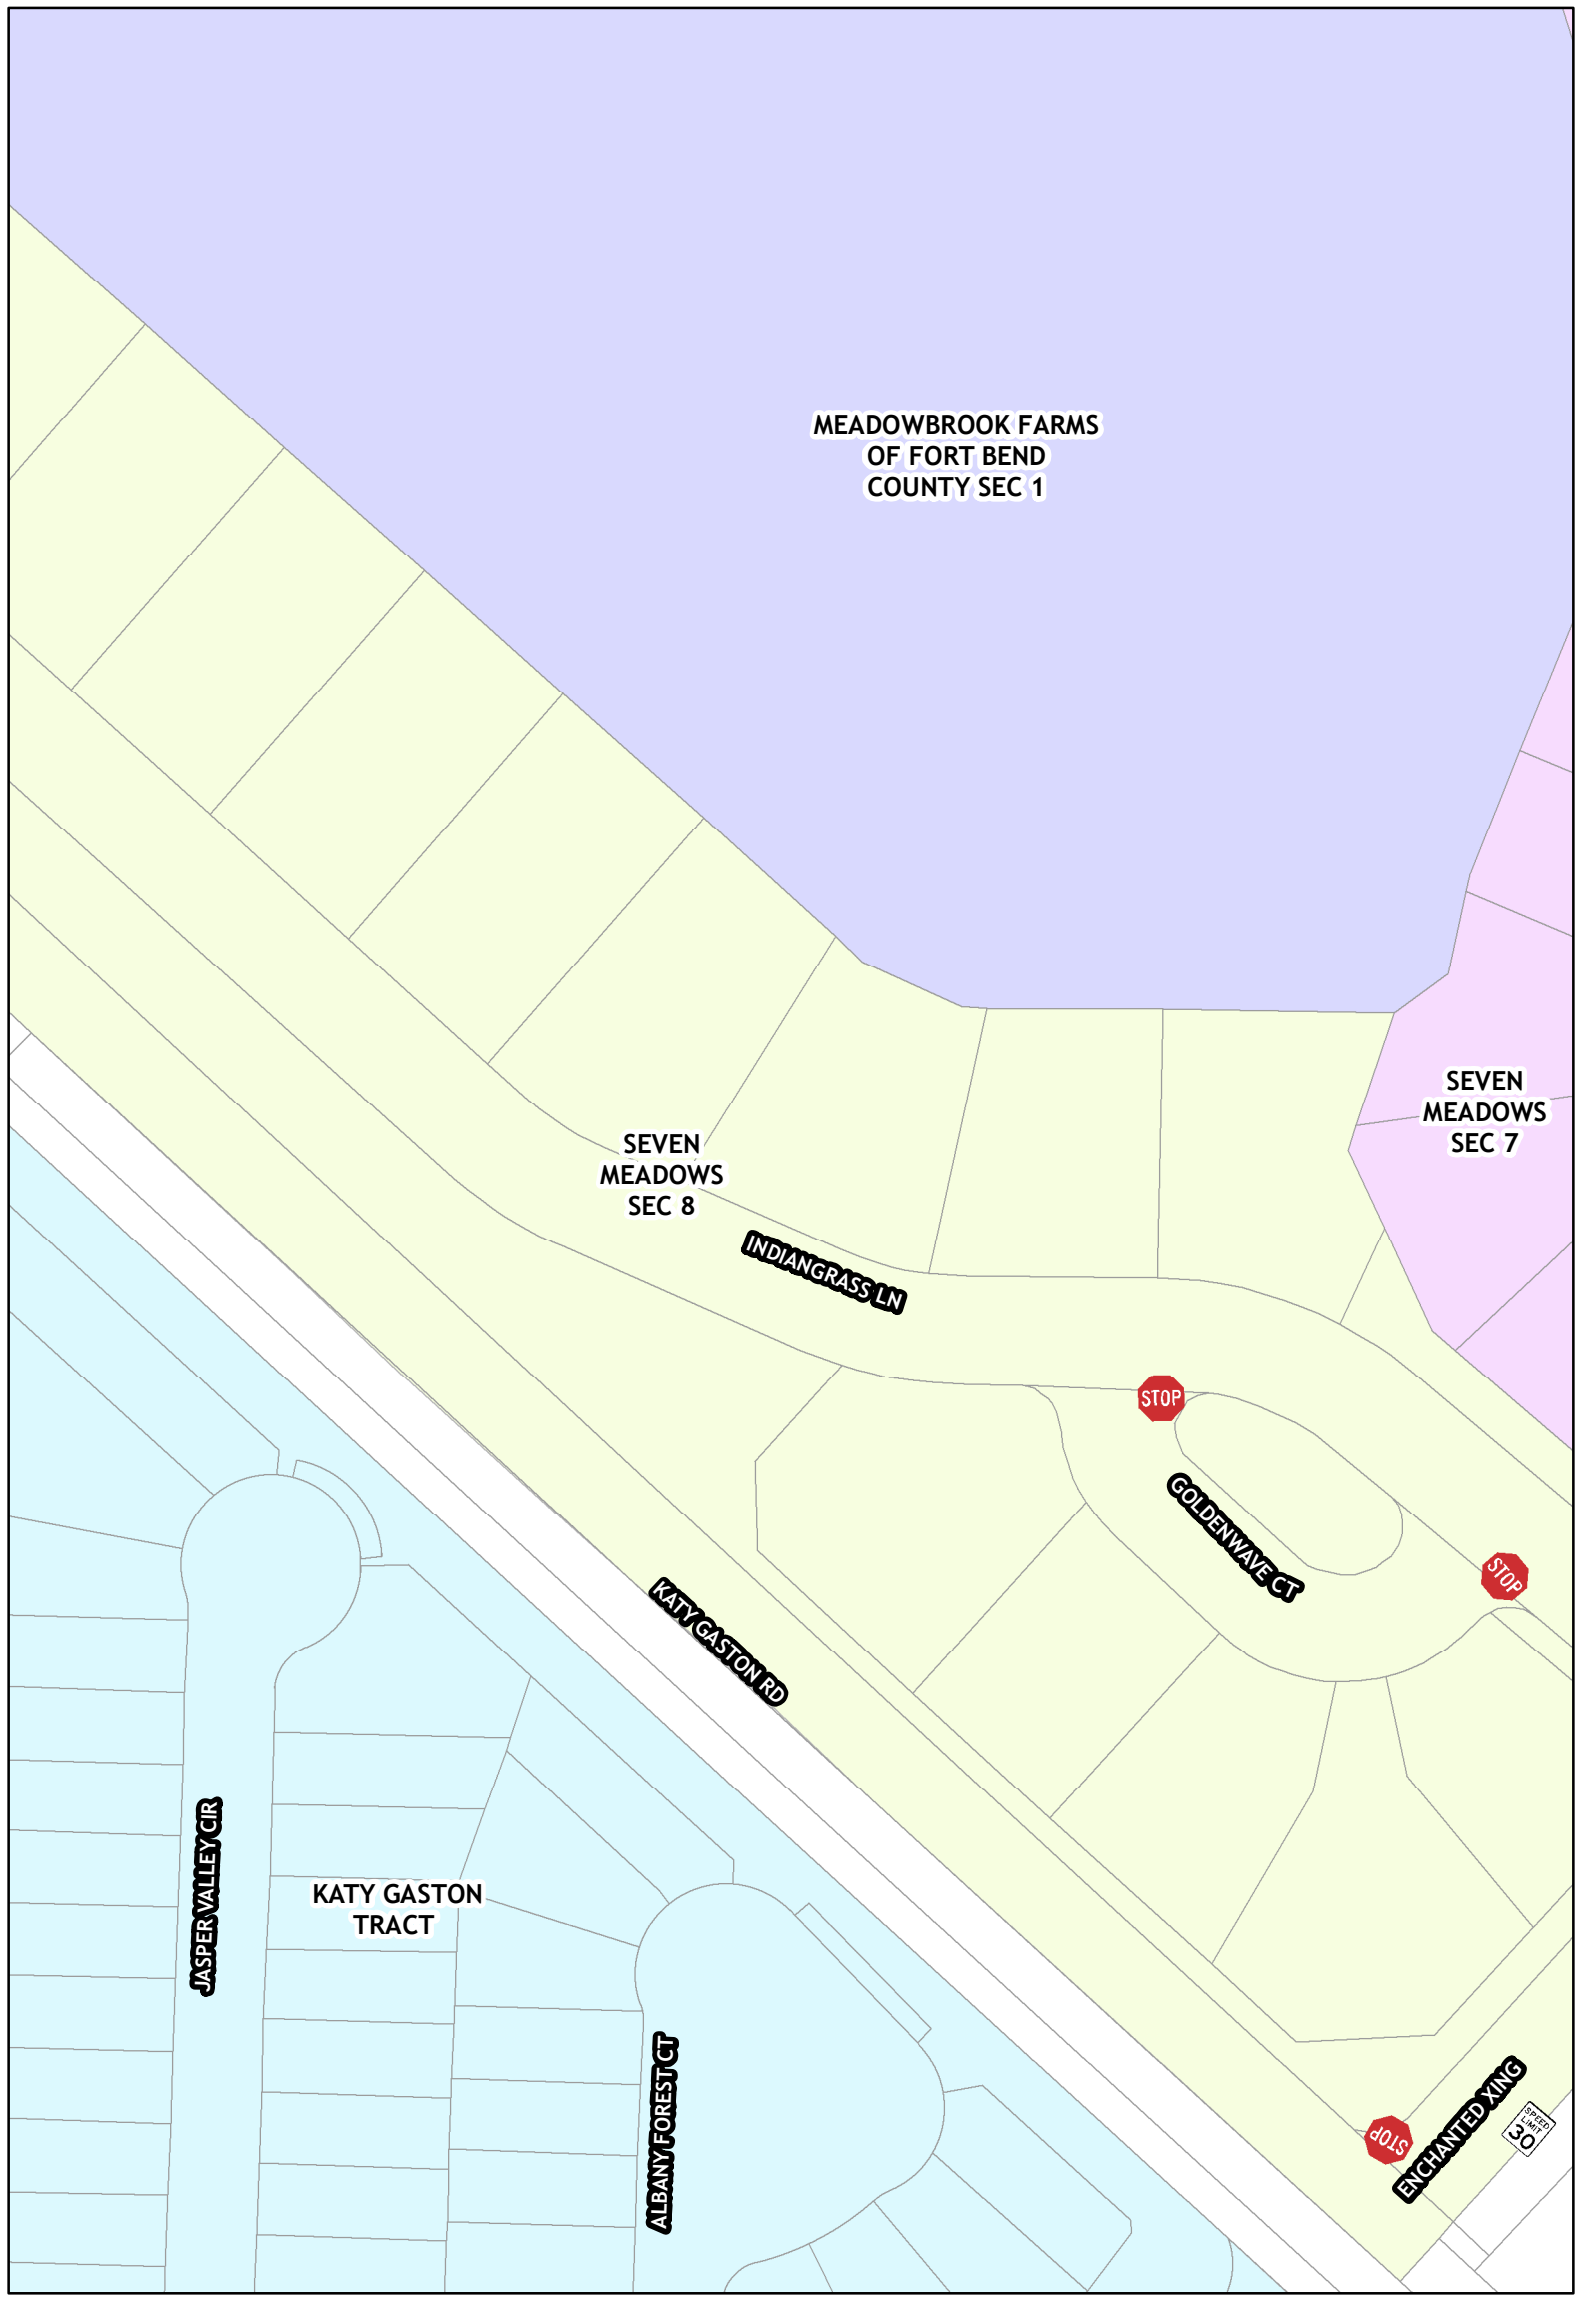 MEADOWBROOK FARMS
OF FORT BEND
COUNTY SEC 1
SEVEN
MEADOWS
SEC 7
SEVEN
MEADOWS
SEC 8
INDIANGRASS LN
STOP
GOLDENWAVE CT
STOP
KATY GASTON RD
JASPER VALLEY CIR
KATY GASTON
TRACT
ALBANY FOREST CT
ENCHANTED XING
STOP
SPEED
LIMIT
30